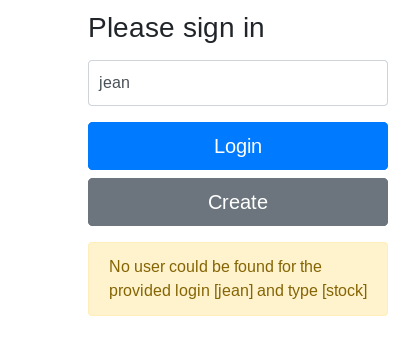 Please sign in
jean
Login
Create
No user could be found for the
provided login [jean] and type [stock]